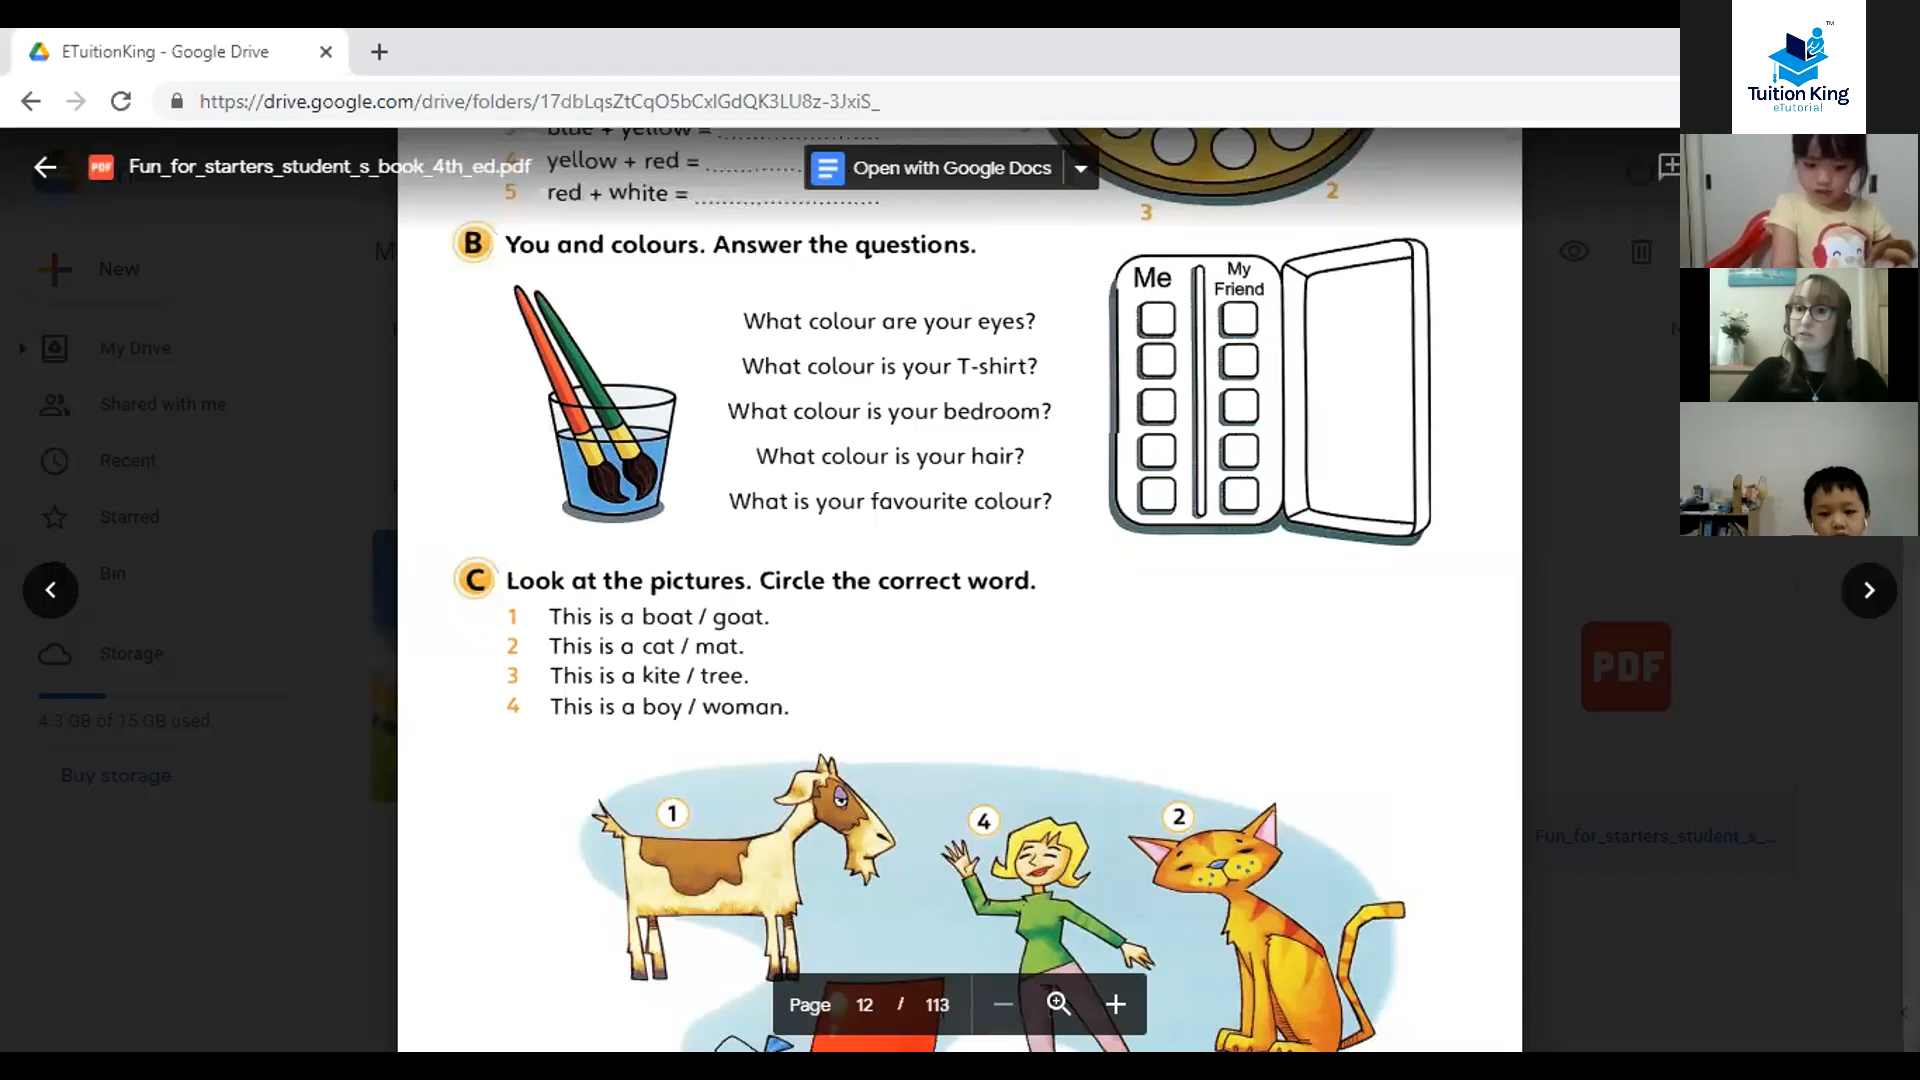 ETuitionKing - Google Drive
https://drive.google.com/drive/folders/17dbLqsZtCqO5bCxlGdQK3LU8z-3JxiS_
TM
Tuition King
eTutorial
blue + yellow =
Fun_for_starters_student_s_book_4th_ed.pdf
PDF
Open with Google Docs
4 yellow + red =
5 red + white =
3
2
B You and colours. Answer the questions.
Me
My
Friend
What colour are your eyes?
What colour is your T-shirt?
What colour is your bedroom?
What colour is your hair?
What is your favourite colour?
New
My Drive
Shared with me
Recent
Starred
Bin
Storage
4.3 GB of 15 GB used
Buy storage
C Look at the pictures. Circle the correct word.
1 This is a boat / goat.
2 This is a cat / mat.
3 This is a kite / tree.
4 This is a boy / woman.
1
4
2
PDF
Fun_for_starters_student_s_...
Page 12 / 113